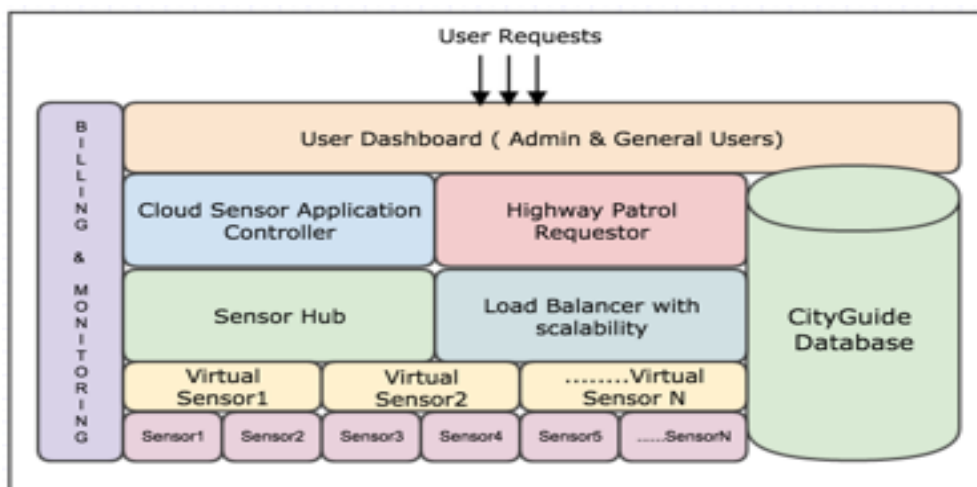 User Requests
User Dashboard ( Admin & General Users)
BILLING & MONITORING
Cloud Sensor Application
Controller
Highway Patrol
Requestor
Sensor Hub
Load Balancer with
scalability
CityGuide
Database
Virtual
Sensor1
Virtual
Sensor2
........Virtual
Sensor N
Sensor1
Sensor2
Sensor3
Sensor4
Sensor5
......SensorN